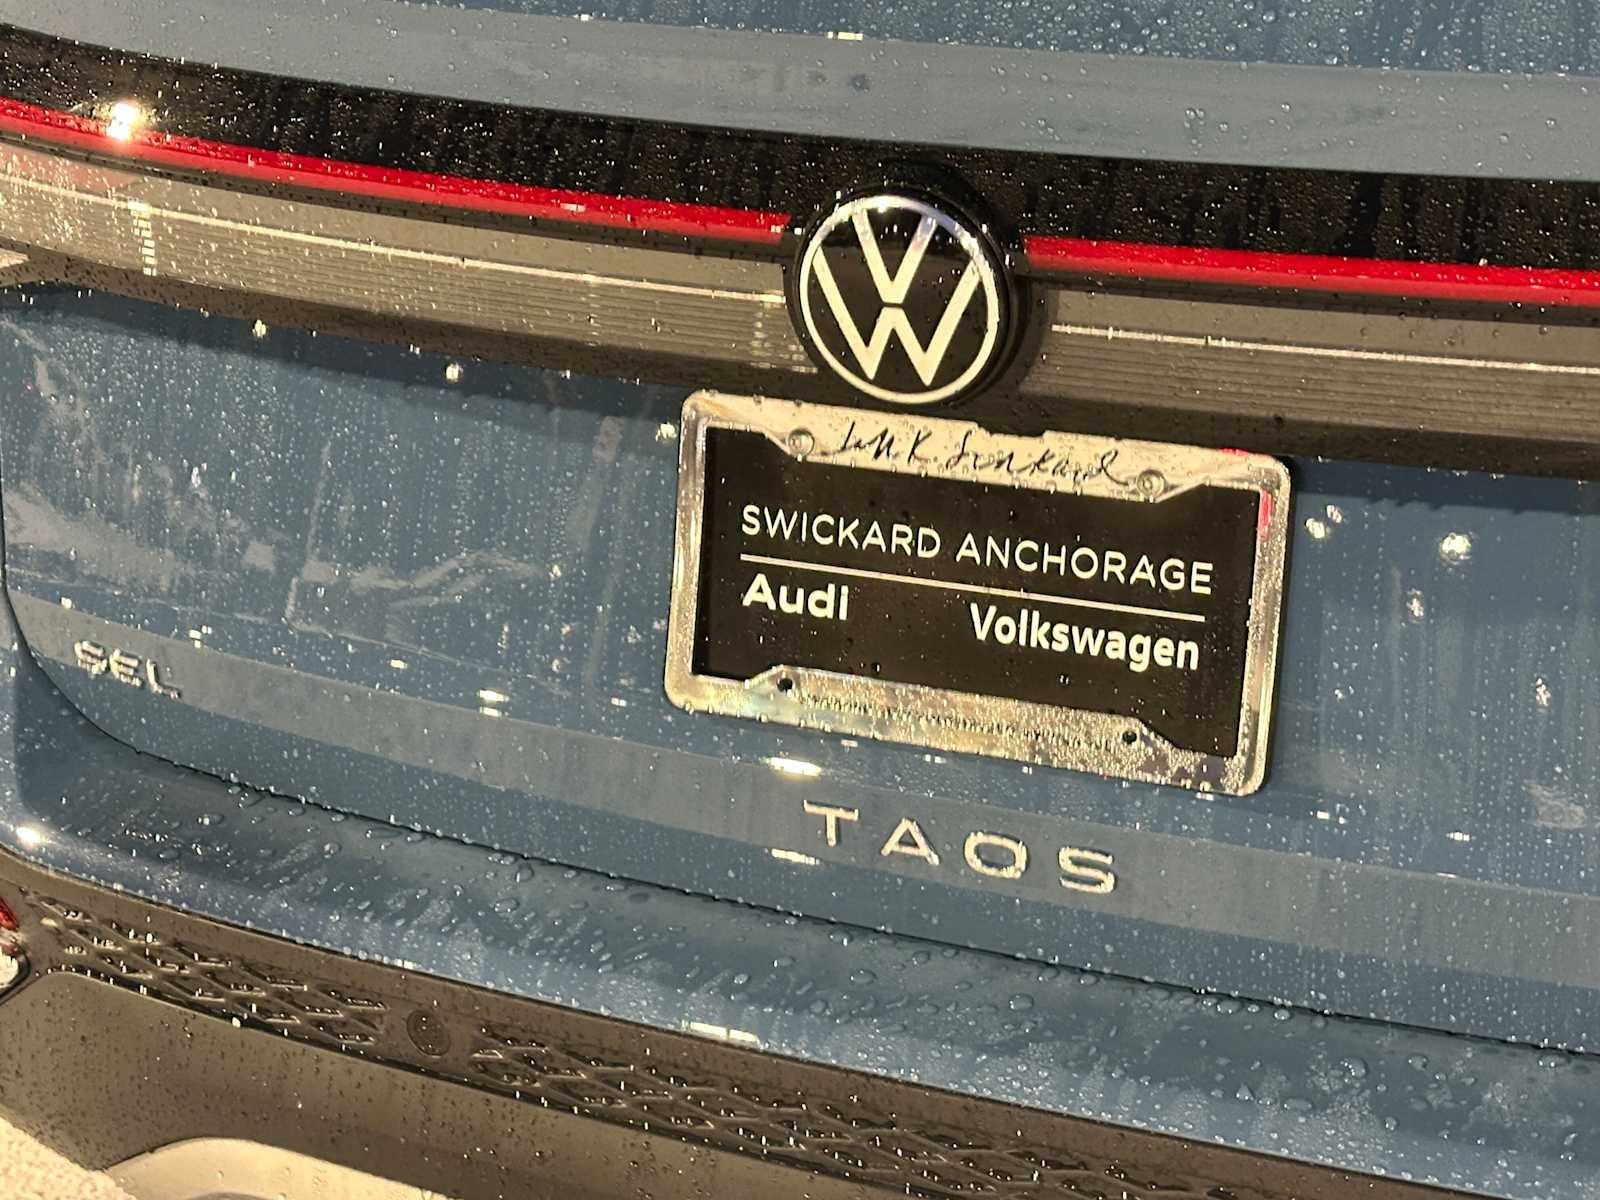 SWICKARD ANCHORAGE
Audi Volkswagen
SEL
TAOS